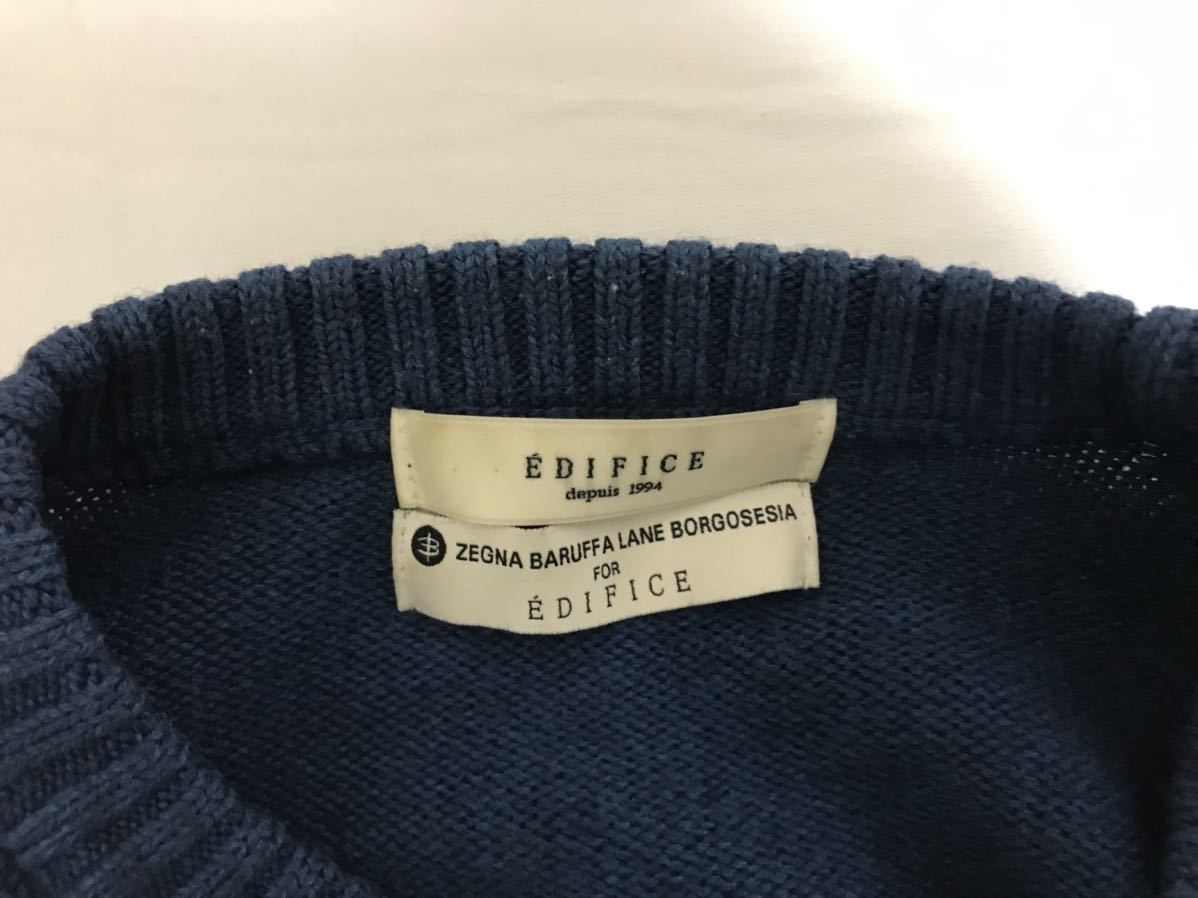 ÉDIFICE
depuis 1994
ZEGNA BARUFFA LANE BORGOSESIA
FOR
ÉDIFICE